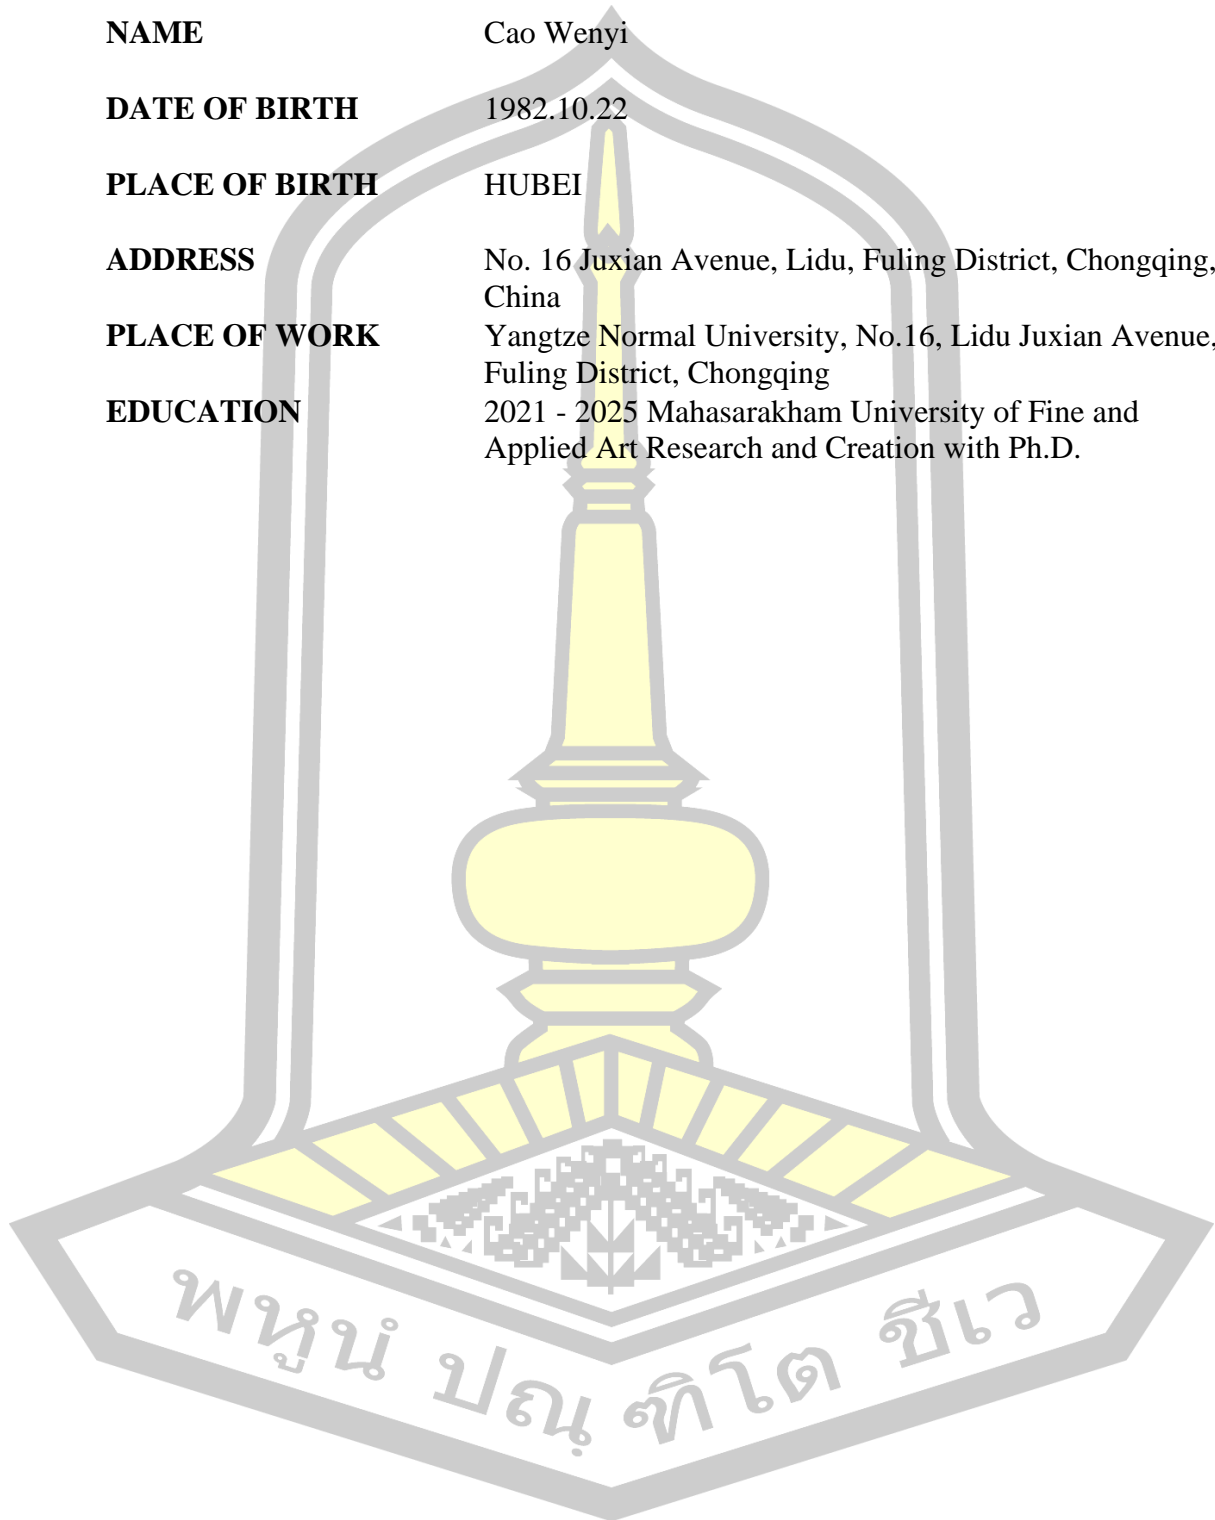 NAME Cao Wenyi
DATE OF BIRTH 1982.10.22
PLACE OF BIRTH HUBEI
ADDRESS No. 16 Juxian Avenue, Lidu, Fuling District, Chongqing,
China
PLACE OF WORK Yangtze Normal University, No.16, Lidu Juxian Avenue,
Fuling District, Chongqing
EDUCATION 2021 - 2025 Mahasarakham University of Fine and
Applied Art Research and Creation with Ph.D.
พหูนํ ปณฺฑิโต ชีเว